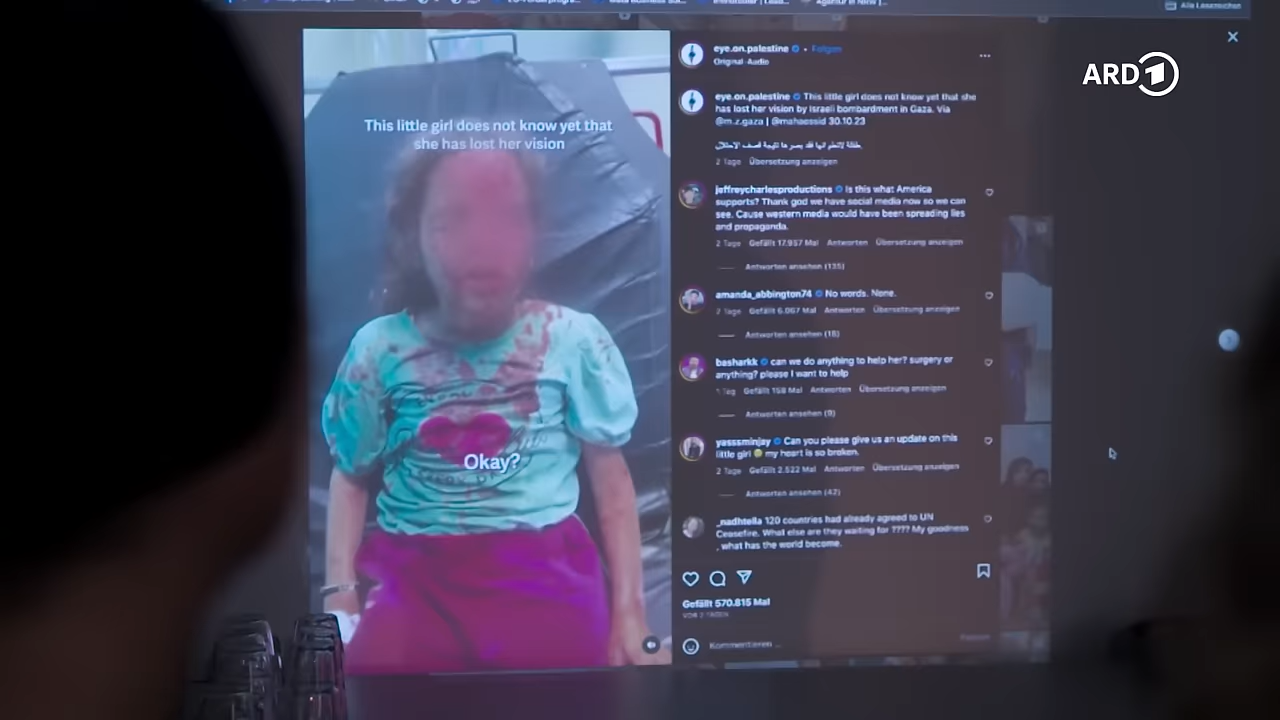 Alle Lesezeichen
ARD 1
This little girl does not know yet that
she has lost her vision
Okay?
eye.on.palestine • Folgen
Original-Audio
eye.on.palestine This little girl does not know yet that she
has lost her vision by Israeli bombardment in Gaza. Via
@m.z.gaza | @mahaessid 30.10.23
2 Tage Übersetzung anzeigen
jeffreycharlesproductions Is this what America
supports? Thank god we have social media now so we can
see. Cause western media would have been spreading lies
and propaganda.
2 Tage Gefällt 17.957 Mal Antworten Übersetzung anzeigen
Antworten ansehen (135)
amanda_abbington74 No words. None.
2 Tage Gefällt 6.067 Mal Antworten Übersetzung anzeigen
Antworten ansehen (18)
basharkk can we do anything to help her? surgery or
anything? please I want to help
1 Tag Gefällt 158 Mal Antworten Übersetzung anzeigen
Antworten ansehen (9)
yasssminjay Can you please give us an update on this
little girl my heart is so broken.
2 Tage Gefällt 2.522 Mal Antworten Übersetzung anzeigen
Antworten ansehen (42)
_nadhtella 120 countries had already agreed to UN
Ceasefire. What else are they waiting for ???? My goodness
, what has the world become.
Gefällt 570.815 Mal
VOR 2 TAGEN
Kommentieren ...